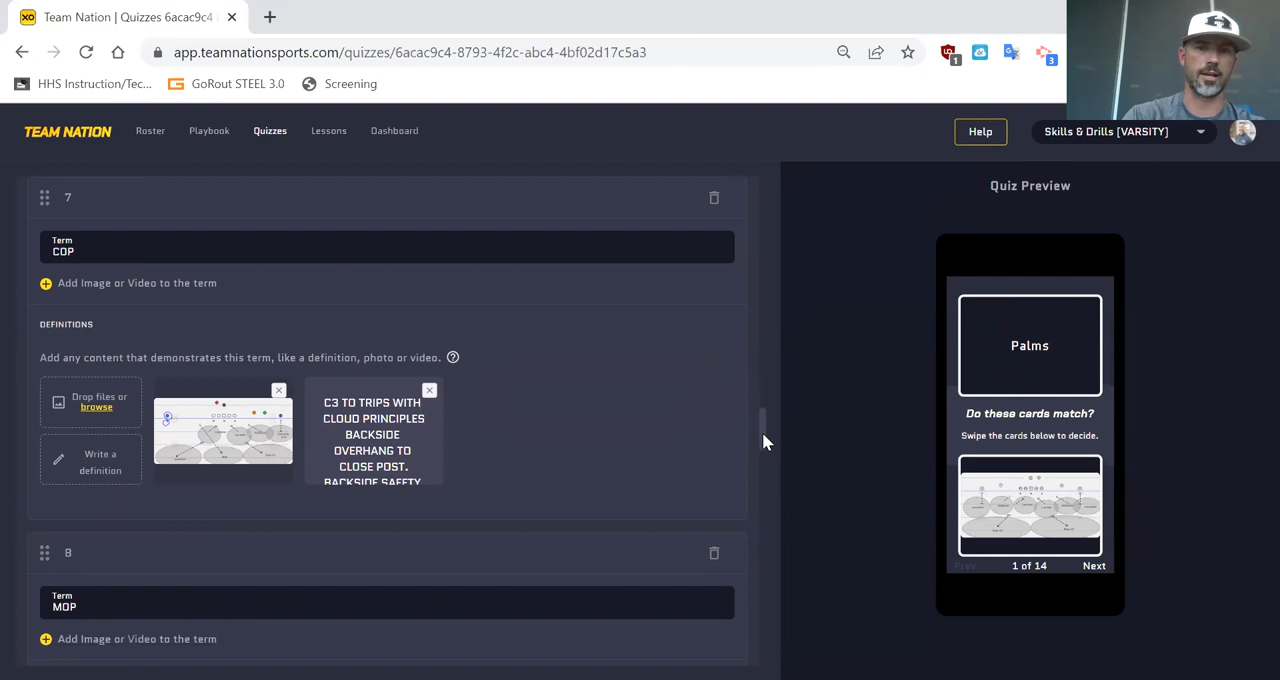 Team Nation | Quizzes 6acac9c4
app.teamnationsports.com/quizzes/6acac9c4-8793-4f2c-abc4-4bf02d17c5a3
1
3
HHS Instruction/Tec...
GoRout STEEL 3.0
Screening
TEAM NATION
Roster
Playbook
Quizzes
Lessons
Dashboard
Help
Skills & Drills [VARSITY]
7
Term
COP
Add Image or Video to the term
DEFINITIONS
Add any content that demonstrates this term, like a definition, photo or video.
Drop files or
browse
Write a
definition
C3 TO TRIPS WITH
CLOUD PRINCIPLES
BACKSIDE
OVERHANG TO
CLOSE POST.
BACKSIDE SAFETY
8
Term
MOP
Add Image or Video to the term
Quiz Preview
Palms
Do these cards match?
Swipe the cards below to decide.
Prev
1 of 14
Next